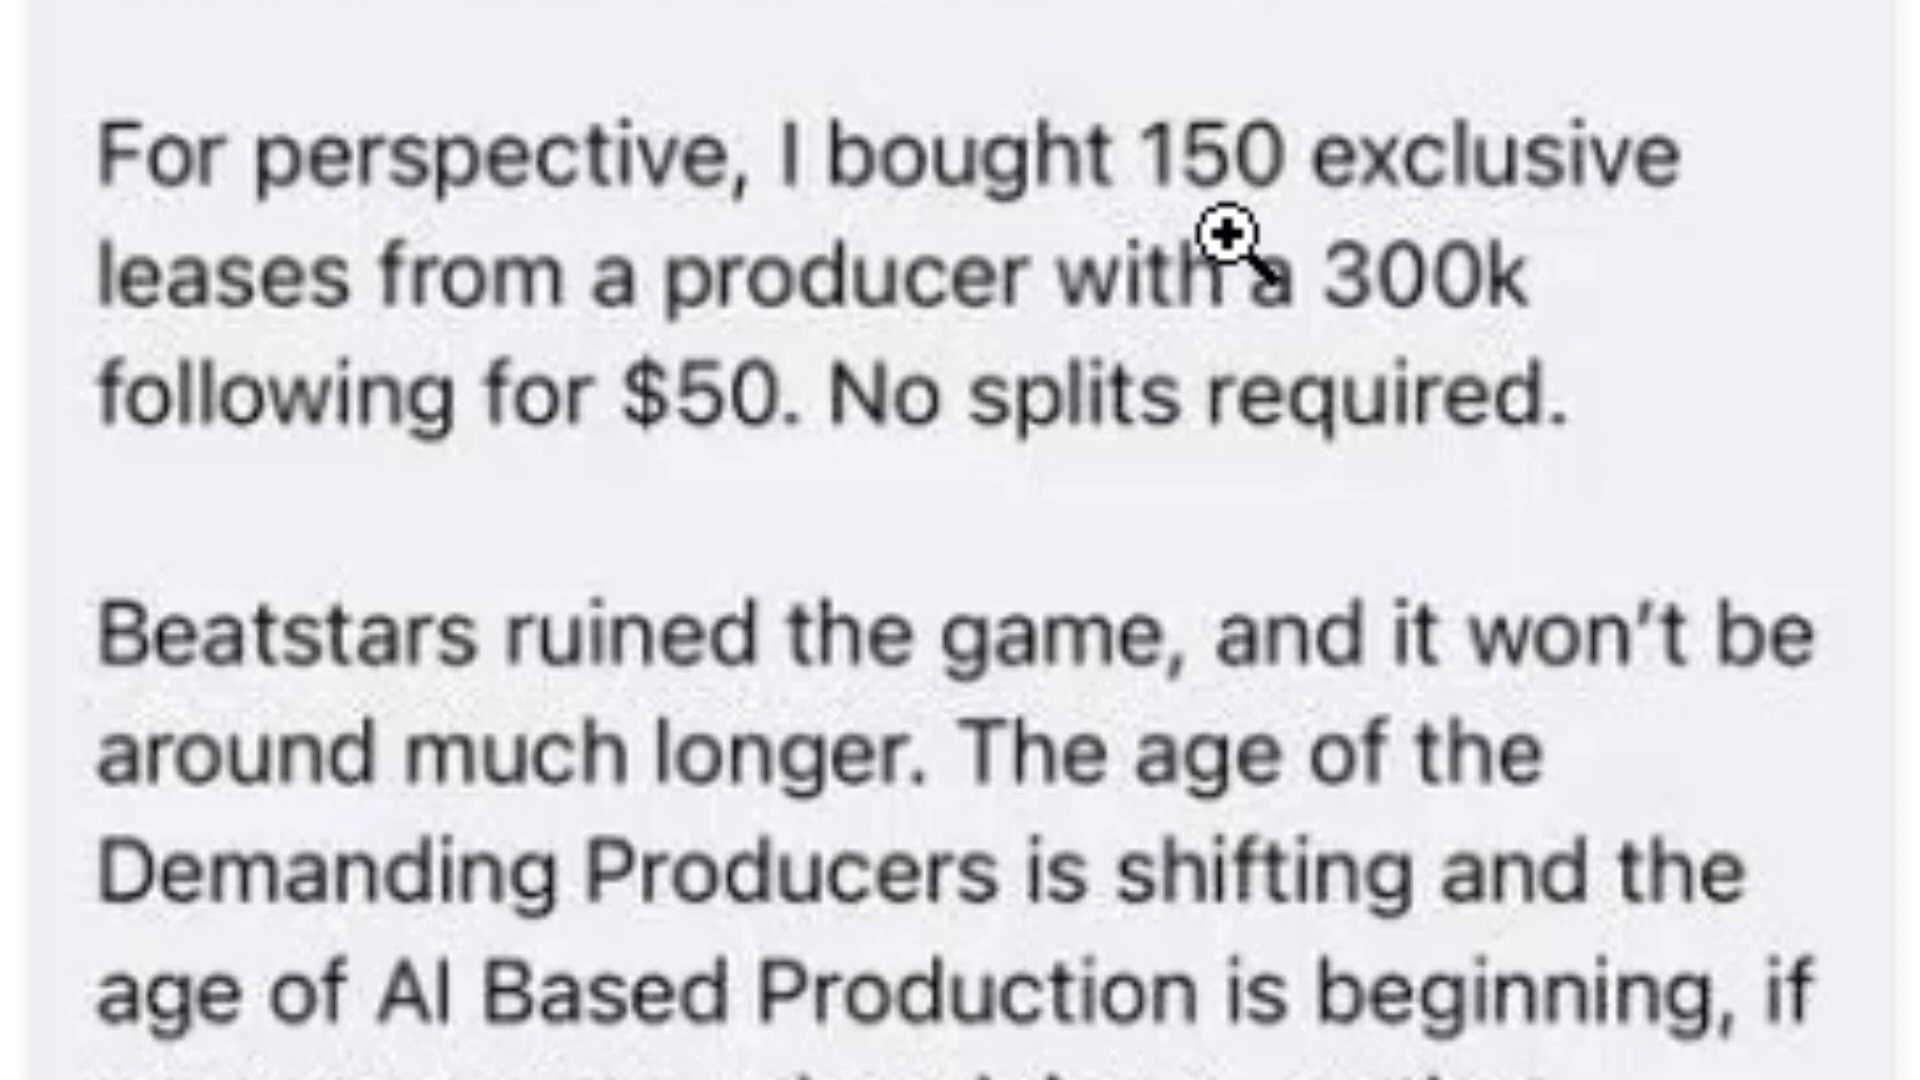 For perspective, I bought 150 exclusive
leases from a producer with a 300k
following for $50. No splits required.
Beatstars ruined the game, and it won't be
around much longer. The age of the
Demanding Producers is shifting and the
age of AI Based Production is beginning, if